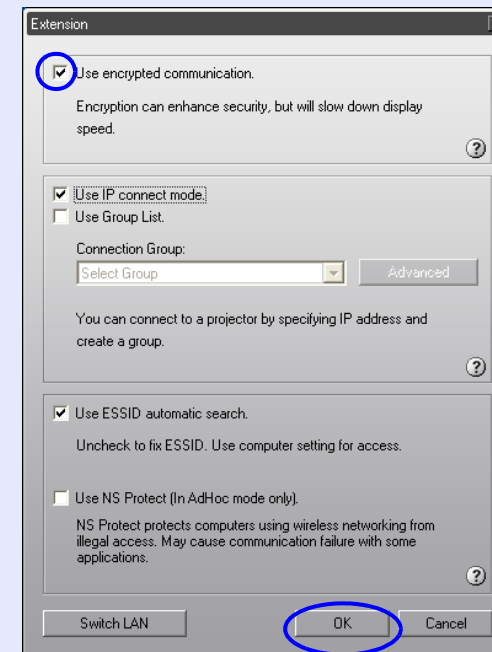 Extension
Use encrypted communication.
Encryption can enhance security, but will slow down display
speed.
?
Use IP connect mode.
Use Group List.
Connection Group:
Select Group
Advanced
You can connect to a projector by specifying IP address and
create a group.
?
Use ESSID automatic search.
Uncheck to fix ESSID. Use computer setting for access.
Use NS Protect (In AdHoc mode only).
NS Protect protects computers using wireless networking from
illegal access. May cause communication failure with some
applications.
?
Switch LAN
OK
Cancel